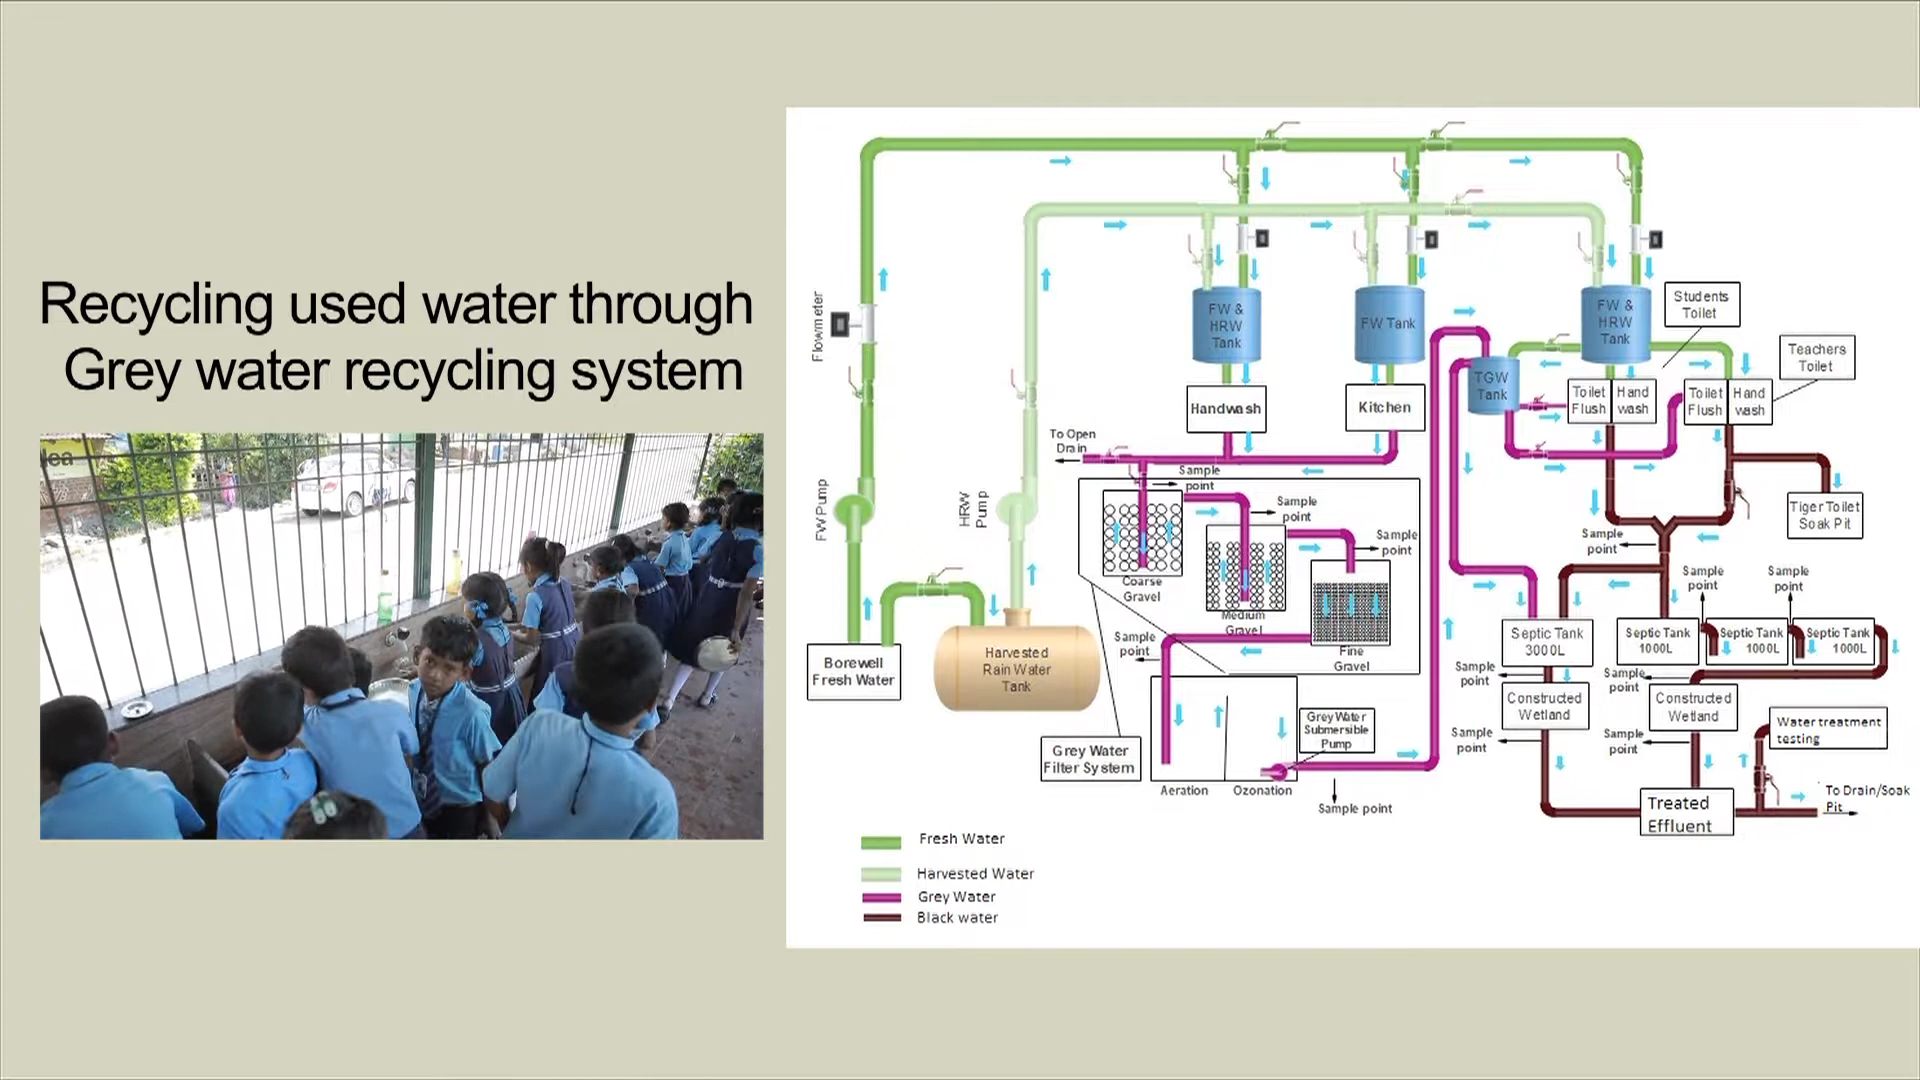 Recycling used water through
Grey water recycling system
lea
Flowmeter
FW Pump
HRW
Pump
Borewell
Fresh Water
Harvested
Rain Water
Tank
FW &
HRW
Tank
FW Tank
FW &
HRW
Tank
Students
Toilet
Teachers
Toilet
TGW
Tank
Handwash
Kitchen
Toilet
Flush
Hand
wash
Toilet
Flush
Hand
wash
To Open
Drain
Sample
point
Sample
point
Sample
point
Coarse
Gravel
Medium
Gravel
Fine
Gravel
Sample
point
Tiger Toilet
Soak Pit
Sample
point
Sample
point
Sample
point
Septic Tank
3000L
Septic Tank
1000L
Septic Tank
1000L
Septic Tank
1000L
Sample
point
Sample
point
Constructed
Wetland
Constructed
Wetland
Grey Water
Submersible
Pump
Grey Water
Filter System
Sample
point
Sample
point
Water treatment
testing
Aeration
Ozonation
Sample point
Treated
Effluent
To Drain/Soak
Pit
Fresh Water
Harvested Water
Grey Water
Black water